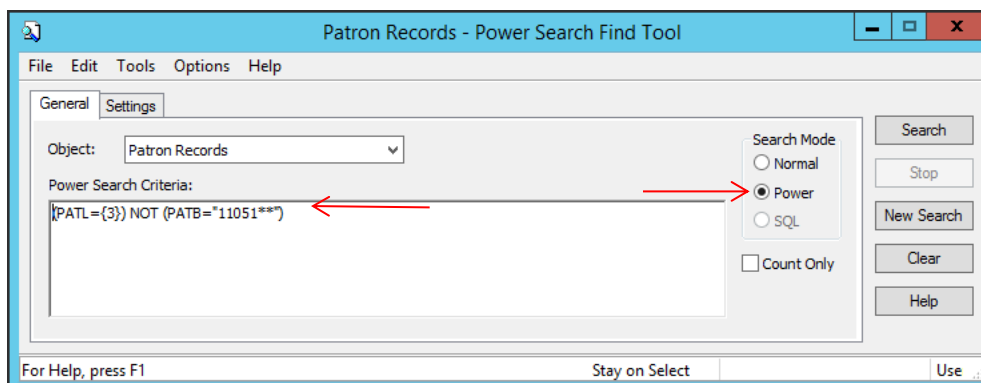 Patron Records - Power Search Find Tool
File Edit Tools Options Help
General Settings
Object: Patron Records
Power Search Criteria:
(PATL={3}) NOT (PATB="11051**")
Search Mode
Normal
Power
SQL
Count Only
Search
Stop
New Search
Clear
Help
For Help, press F1 Stay on Select Use